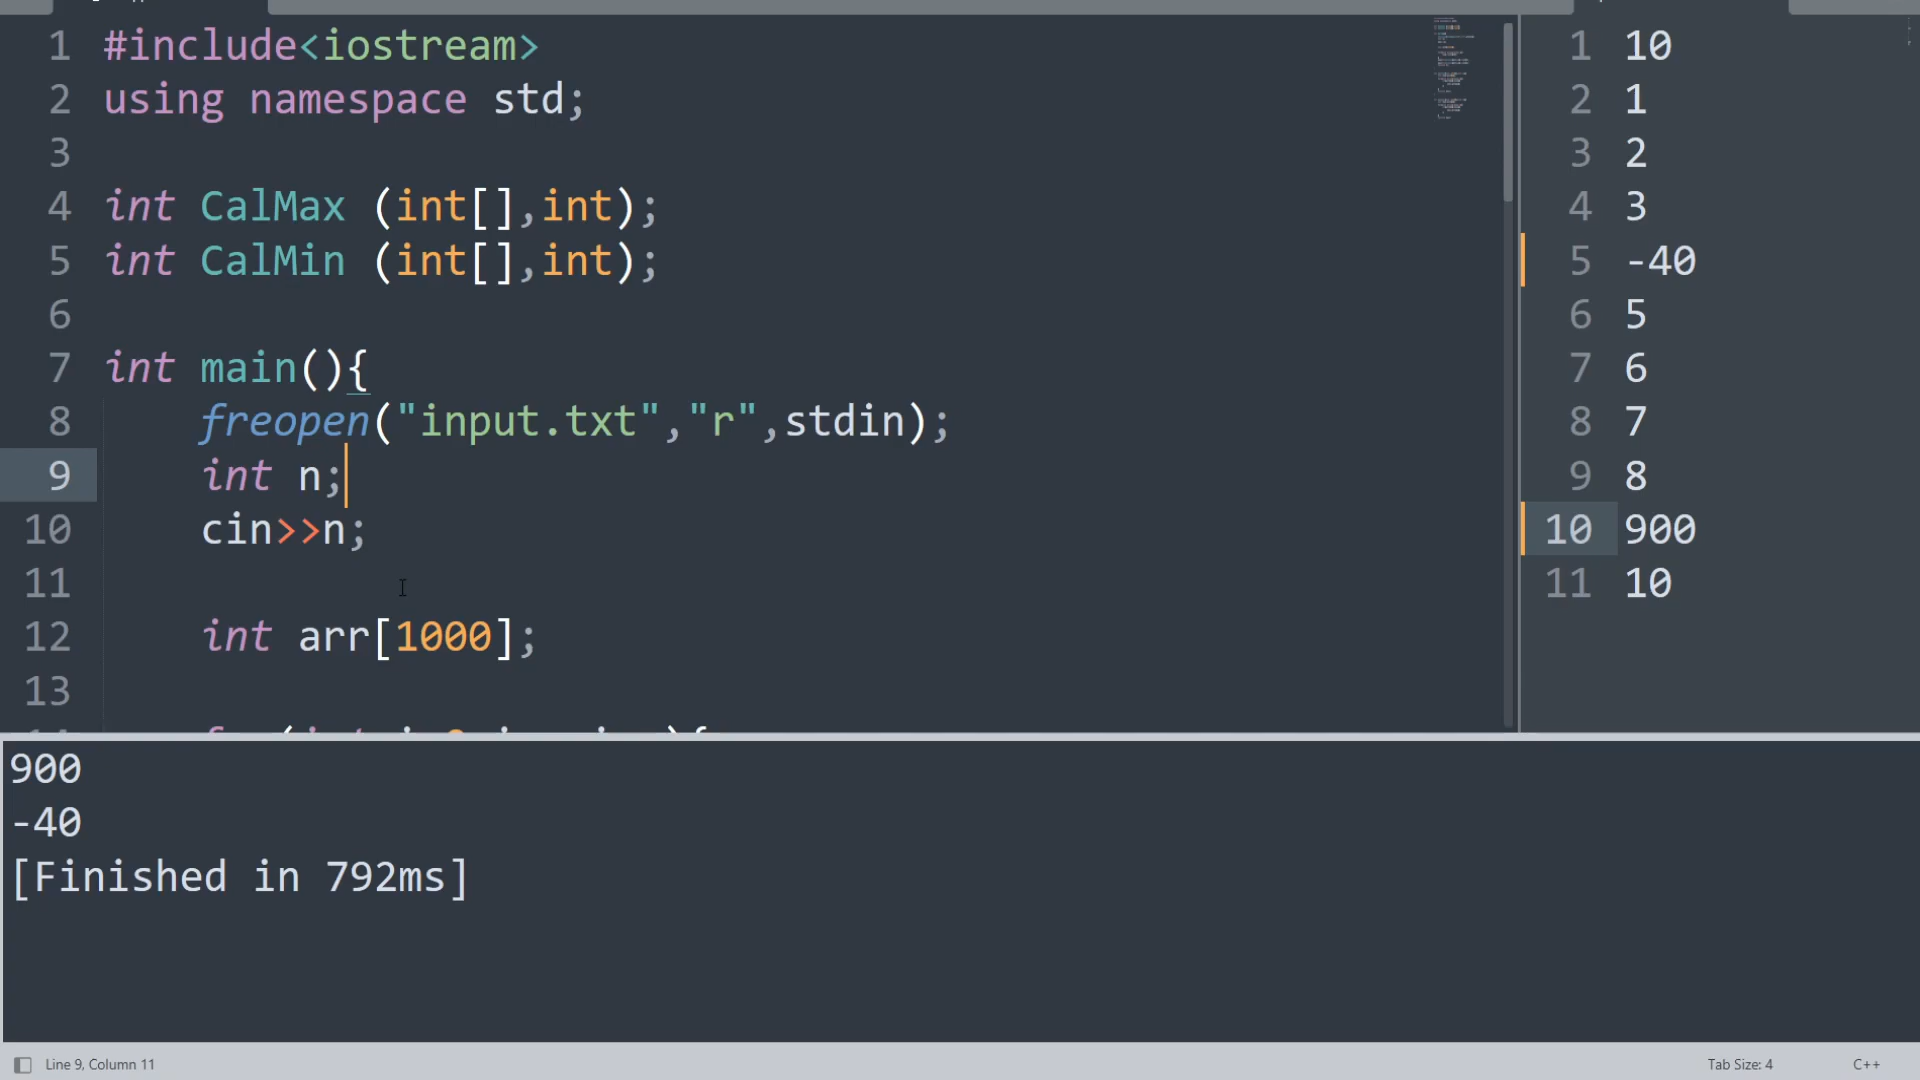 1 #include<iostream>
2 using namespace std;
3
4 int CalMax (int[],int);
5 int CalMin (int[],int);
6
7 int main(){
8 freopen("input.txt","r",stdin);
9 int n;
10 cin>>n;
11
12 int arr[1000];
13
1 10
2 1
3 2
4 3
5 -40
6 5
7 6
8 7
9 8
10 900
11 10
900
-40
[Finished in 792ms]
Line 9, Column 11
Tab Size: 4
C++